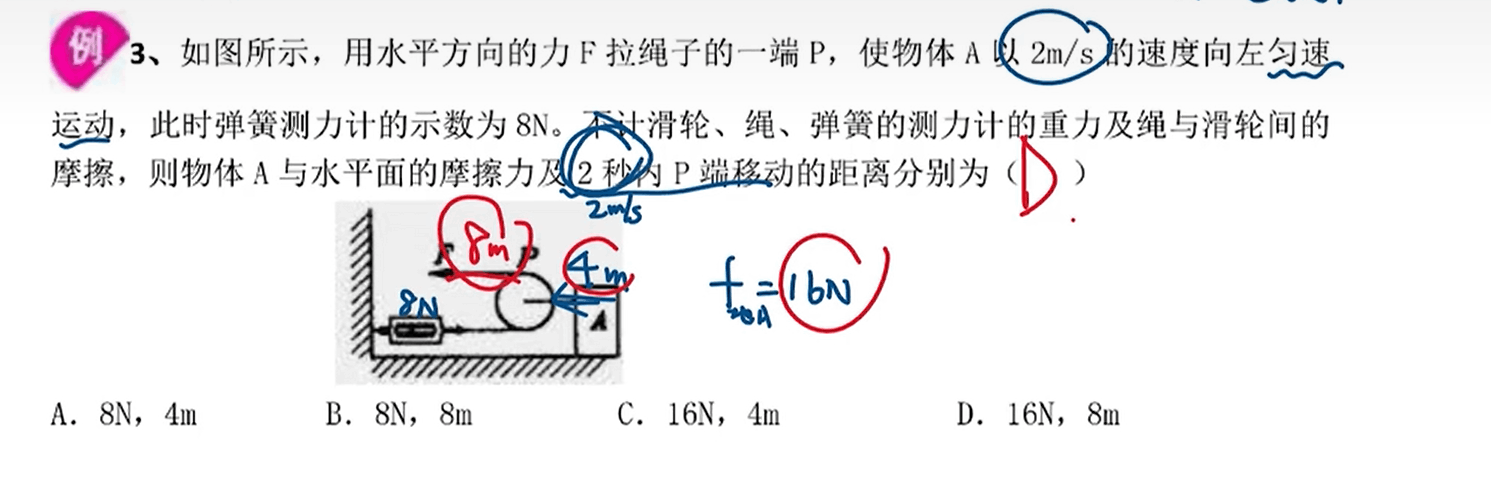 例 3、如图所示，用水平方向的力 F 拉绳子的一端 P，使物体 A 以 2m/s 的速度向左匀速
运动，此时弹簧测力计的示数为 8N。不计滑轮、绳、弹簧的测力计的重力及绳与滑轮间的
摩擦，则物体 A 与水平面的摩擦力及 2 秒内 P 端移动的距离分别为（D）
2m/s
F 8m P 4m
f = 16N
8N
A
A. 8N，4m B. 8N，8m C. 16N，4m D. 16N，8m